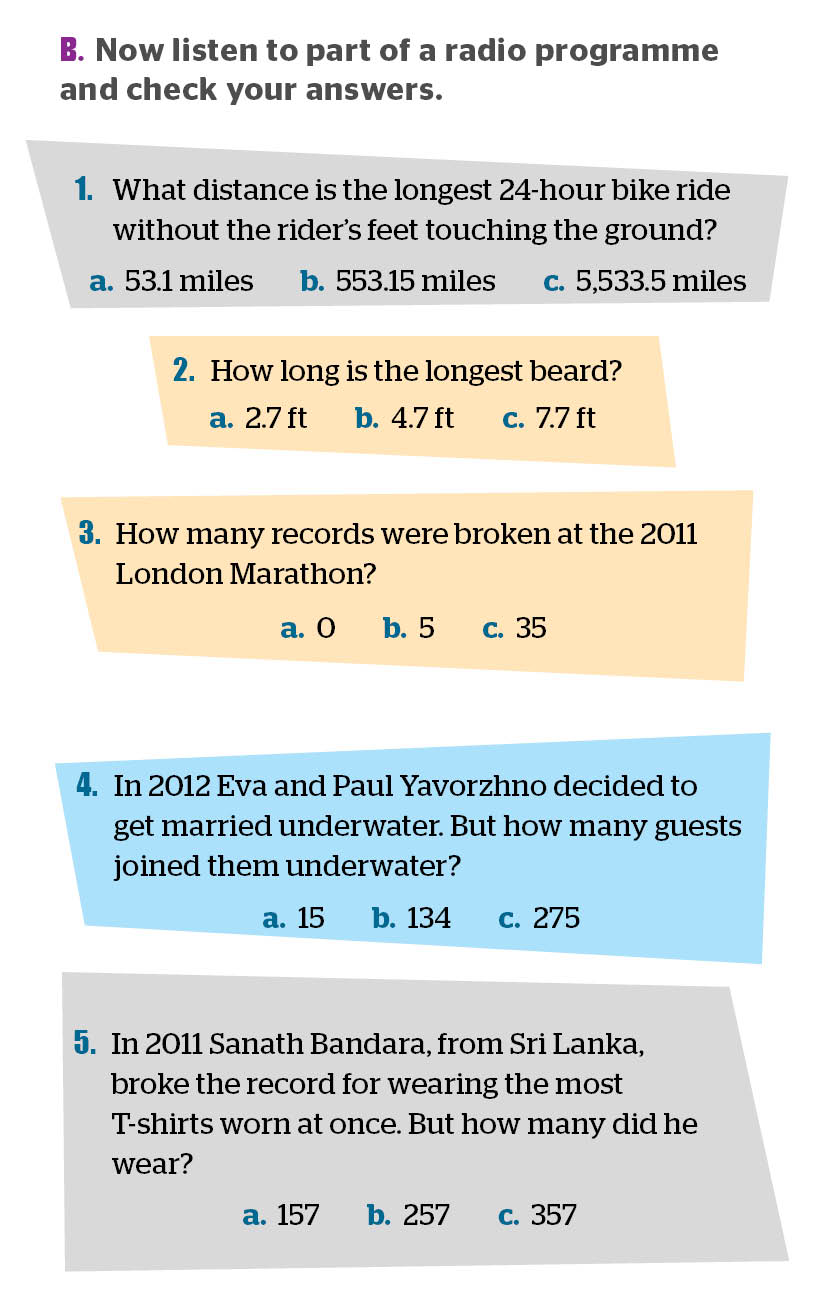 B. Now listen to part of a radio programme
and check your answers.
1. What distance is the longest 24-hour bike ride
without the rider's feet touching the ground?
a. 53.1 miles b. 553.15 miles c. 5,533.5 miles
2. How long is the longest beard?
a. 2.7 ft b. 4.7 ft c. 7.7 ft
3. How many records were broken at the 2011
London Marathon?
a. 0 b. 5 c. 35
4. In 2012 Eva and Paul Yavorzhno decided to
get married underwater. But how many guests
joined them underwater?
a. 15 b. 134 c. 275
5. In 2011 Sanath Bandara, from Sri Lanka,
broke the record for wearing the most
T-shirts worn at once. But how many did he
wear?
a. 157 b. 257 c. 357